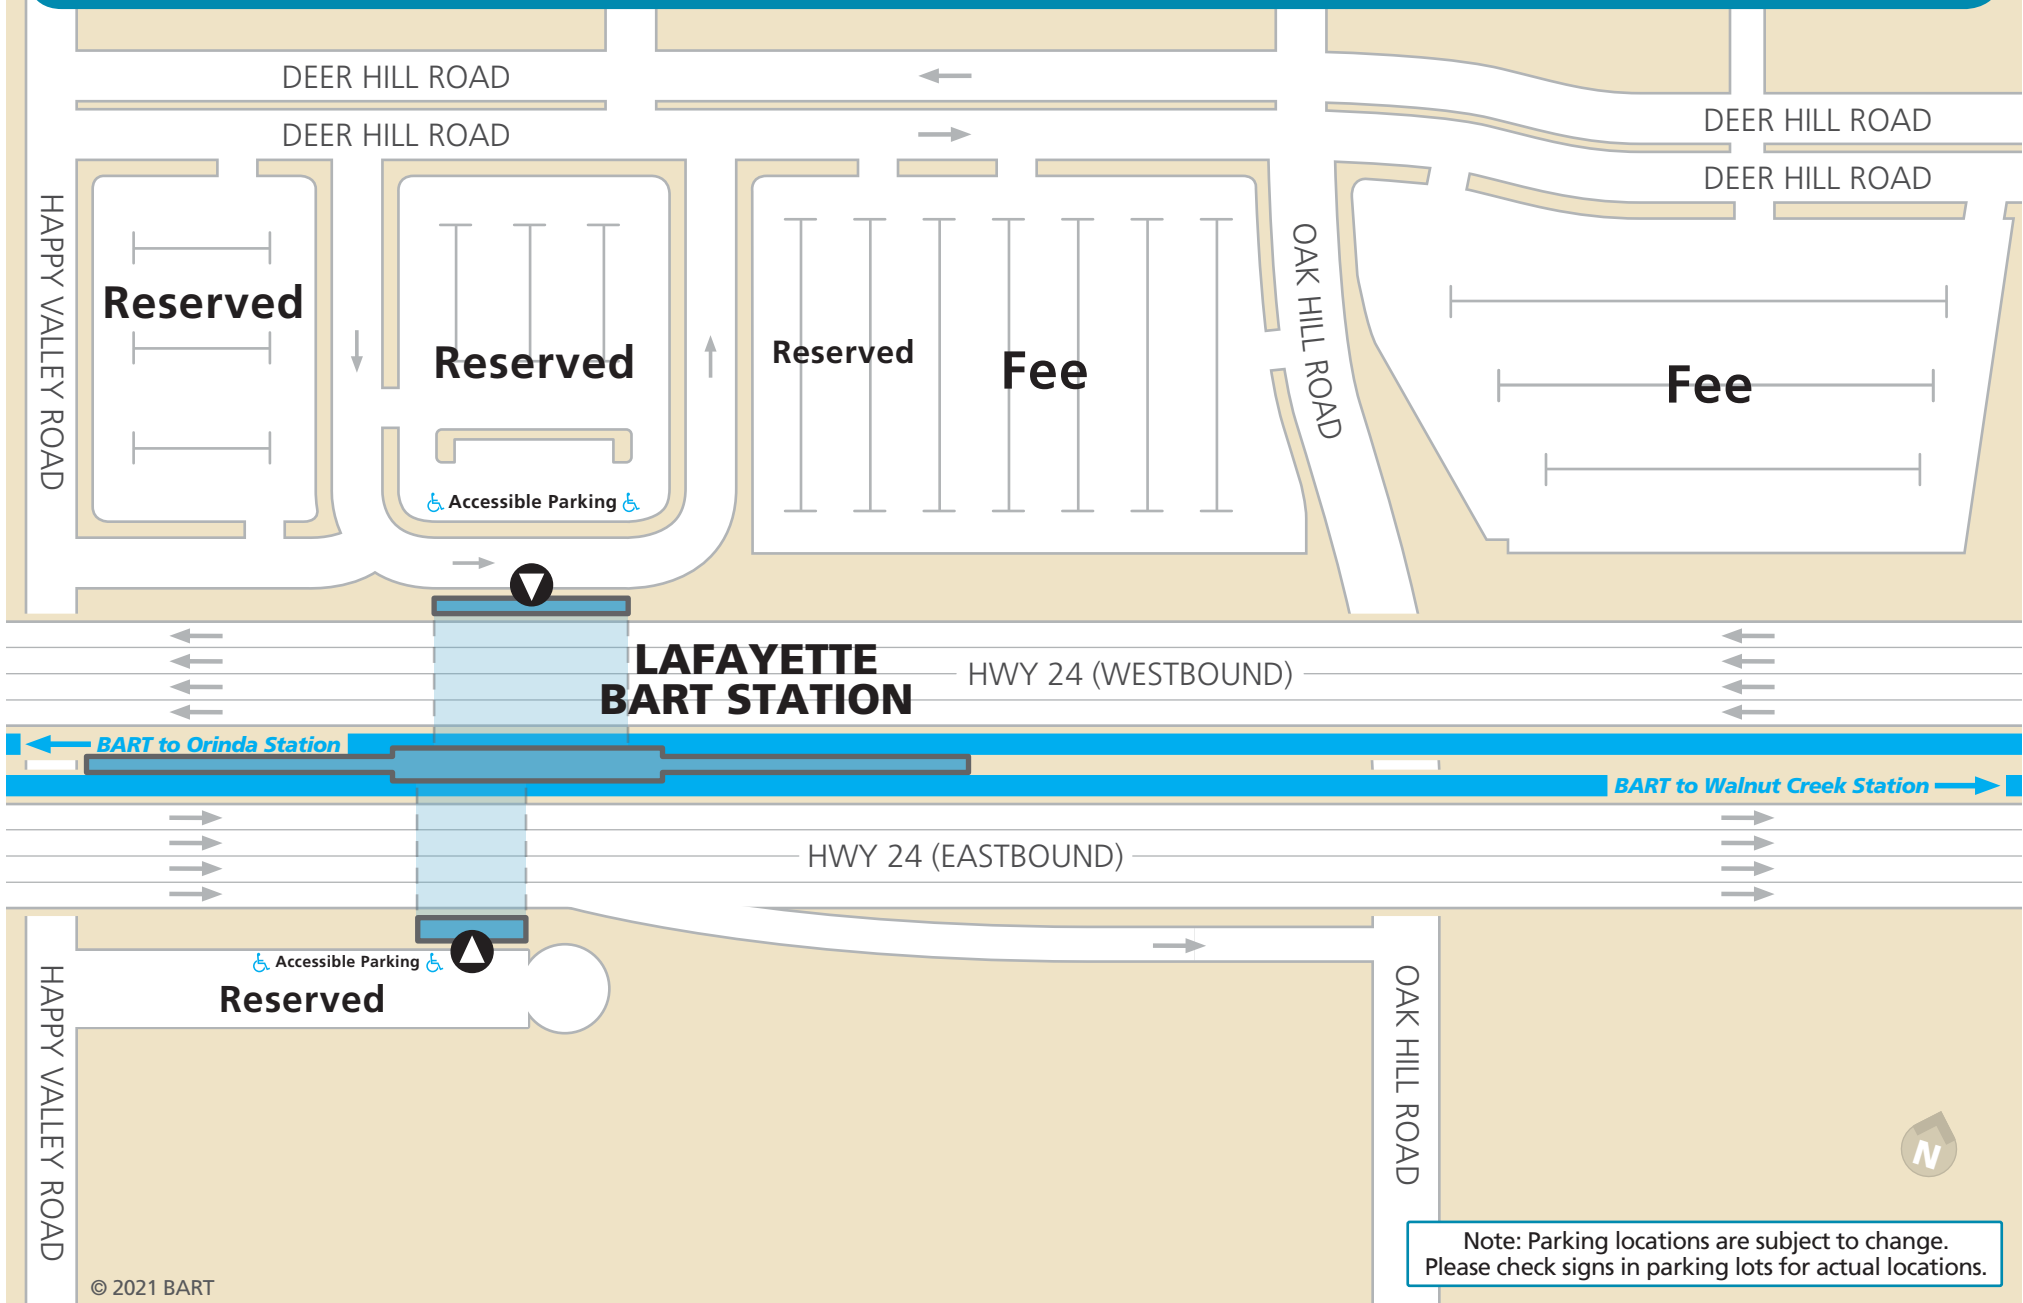 DEER HILL ROAD
DEER HILL ROAD
DEER HILL ROAD
DEER HILL ROAD
HAPPY VALLEY ROAD
Reserved
Reserved
Reserved
Fee
OAK HILL ROAD
Fee
Accessible Parking
LAFAYETTE
BART STATION
HWY 24 (WESTBOUND)
BART to Orinda Station
BART to Walnut Creek Station
HWY 24 (EASTBOUND)
Accessible Parking
Reserved
HAPPY VALLEY ROAD
OAK HILL ROAD
N
Note: Parking locations are subject to change.
Please check signs in parking lots for actual locations.
© 2021 BART